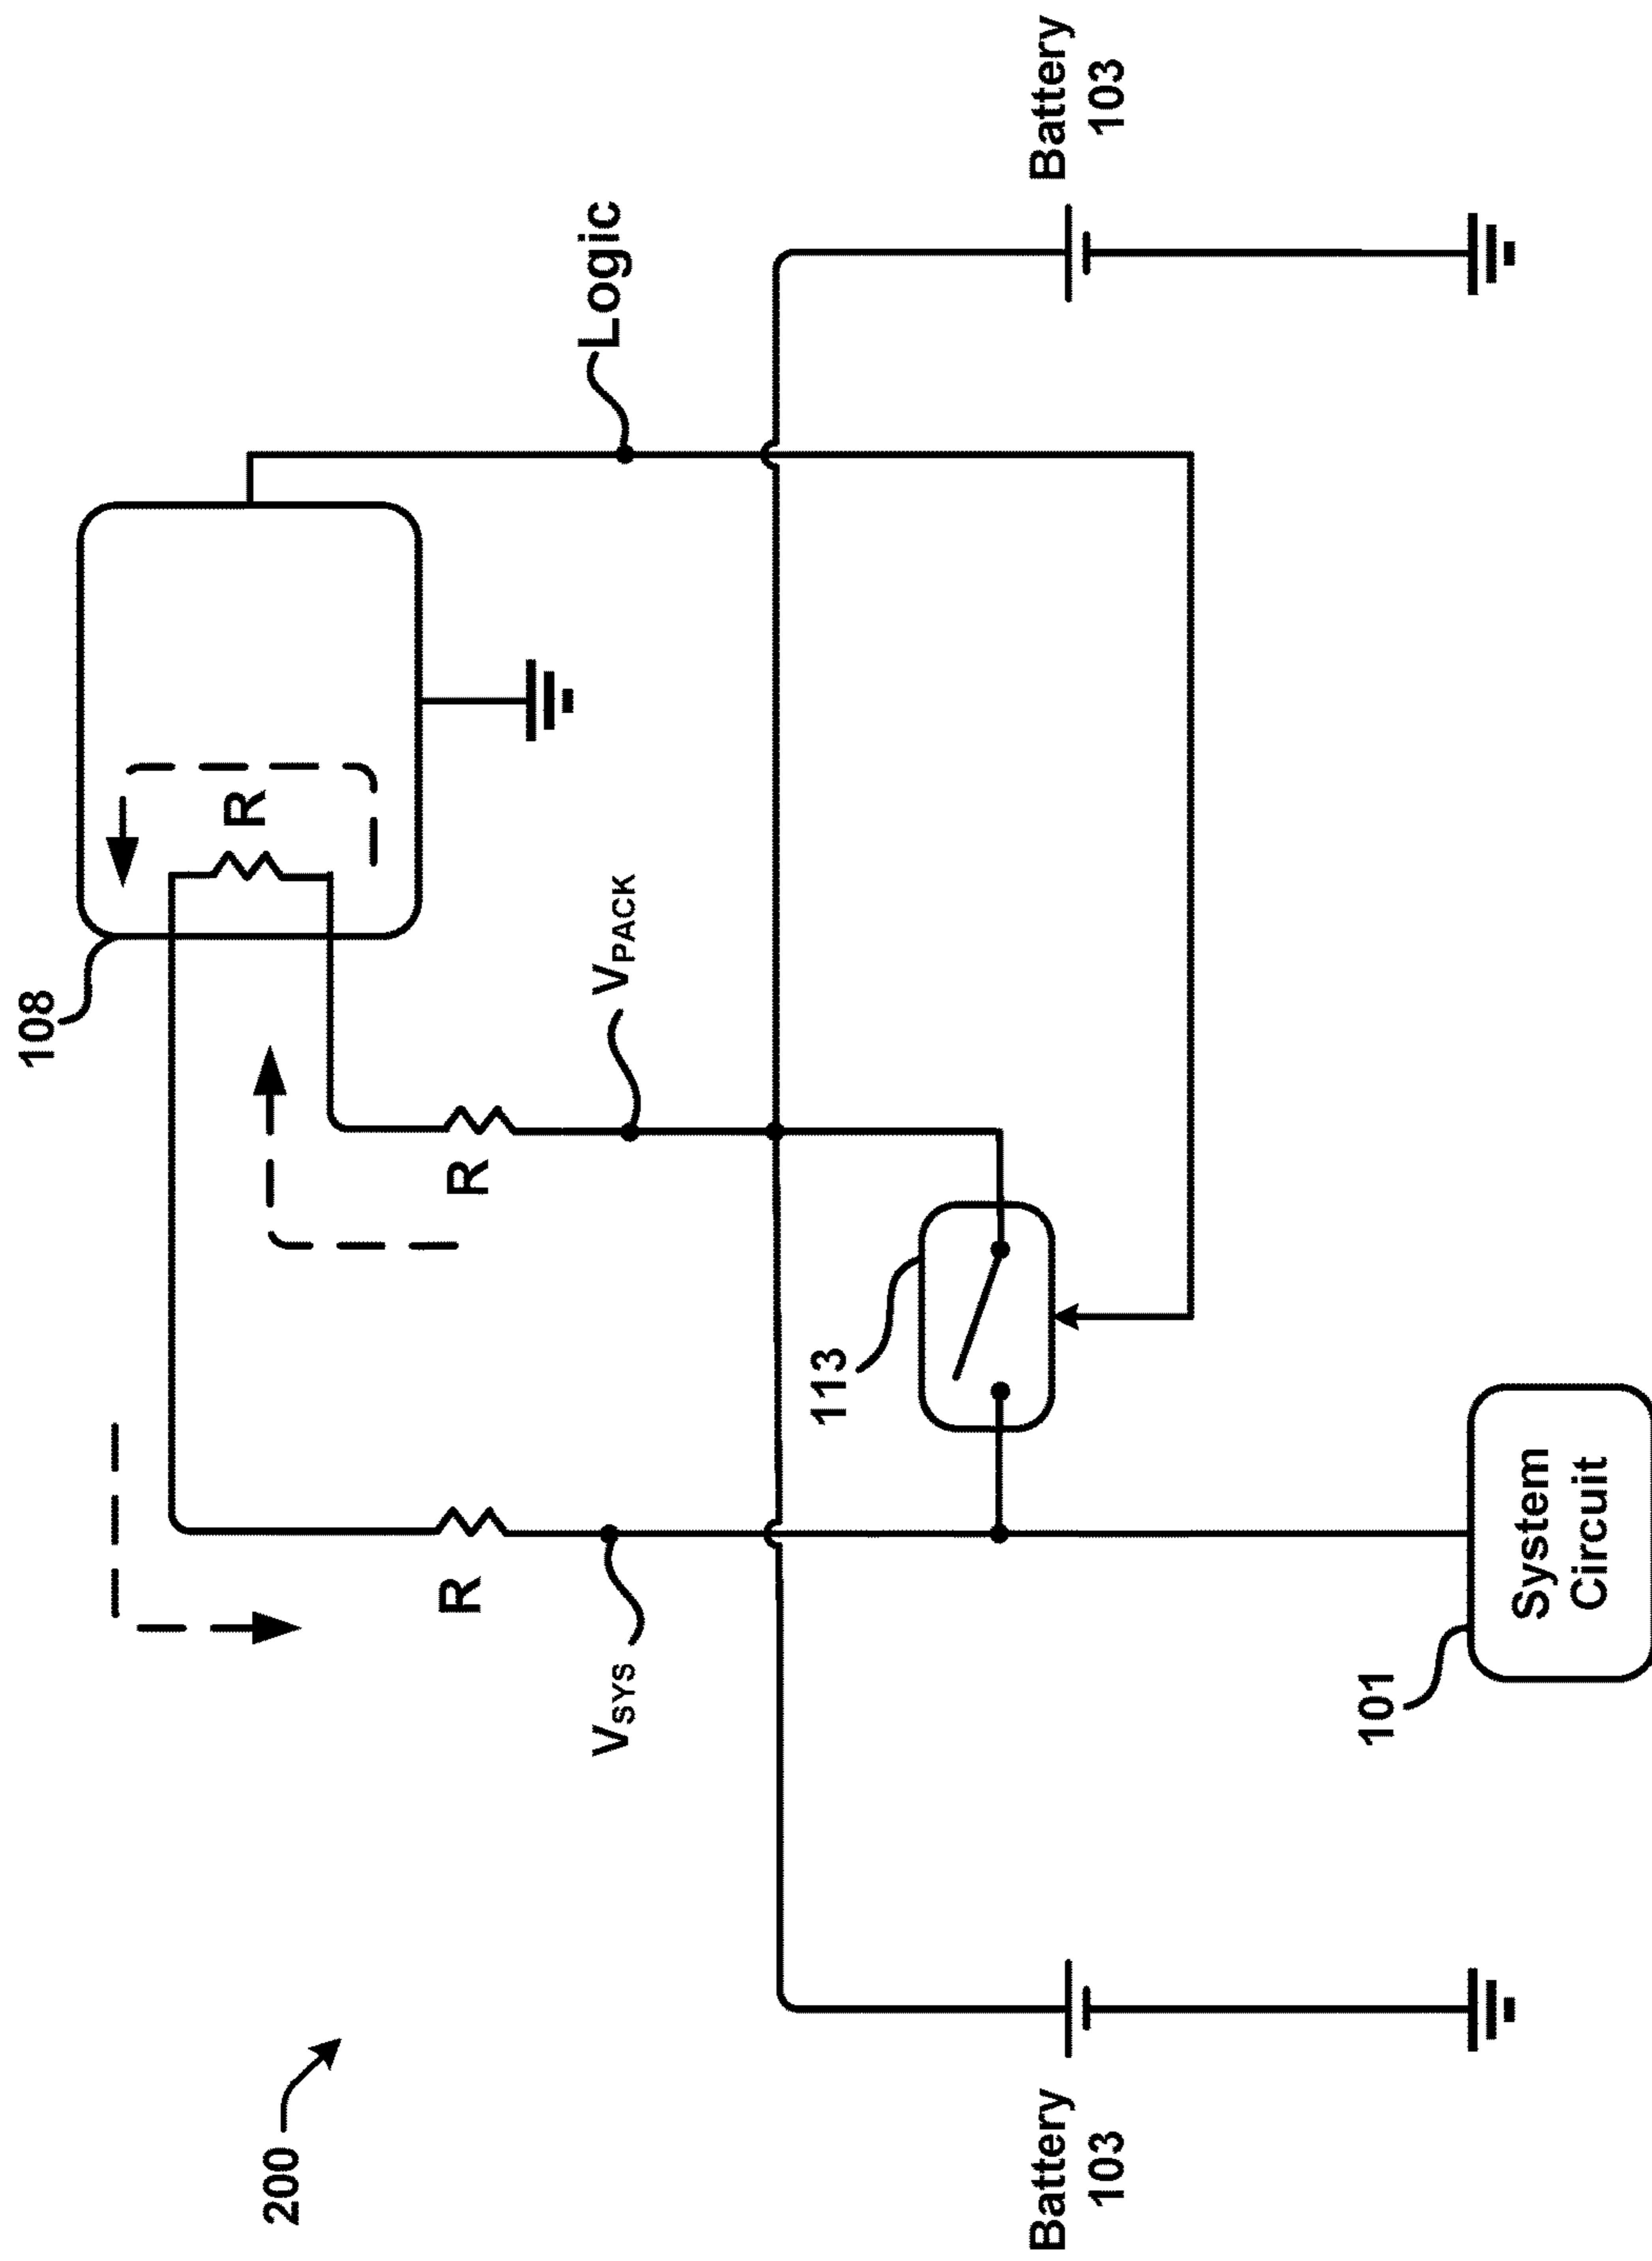 200
108
R
R
R
VSYS
VPACK
Logic
113
Battery
103
Battery
103
101
System
Circuit